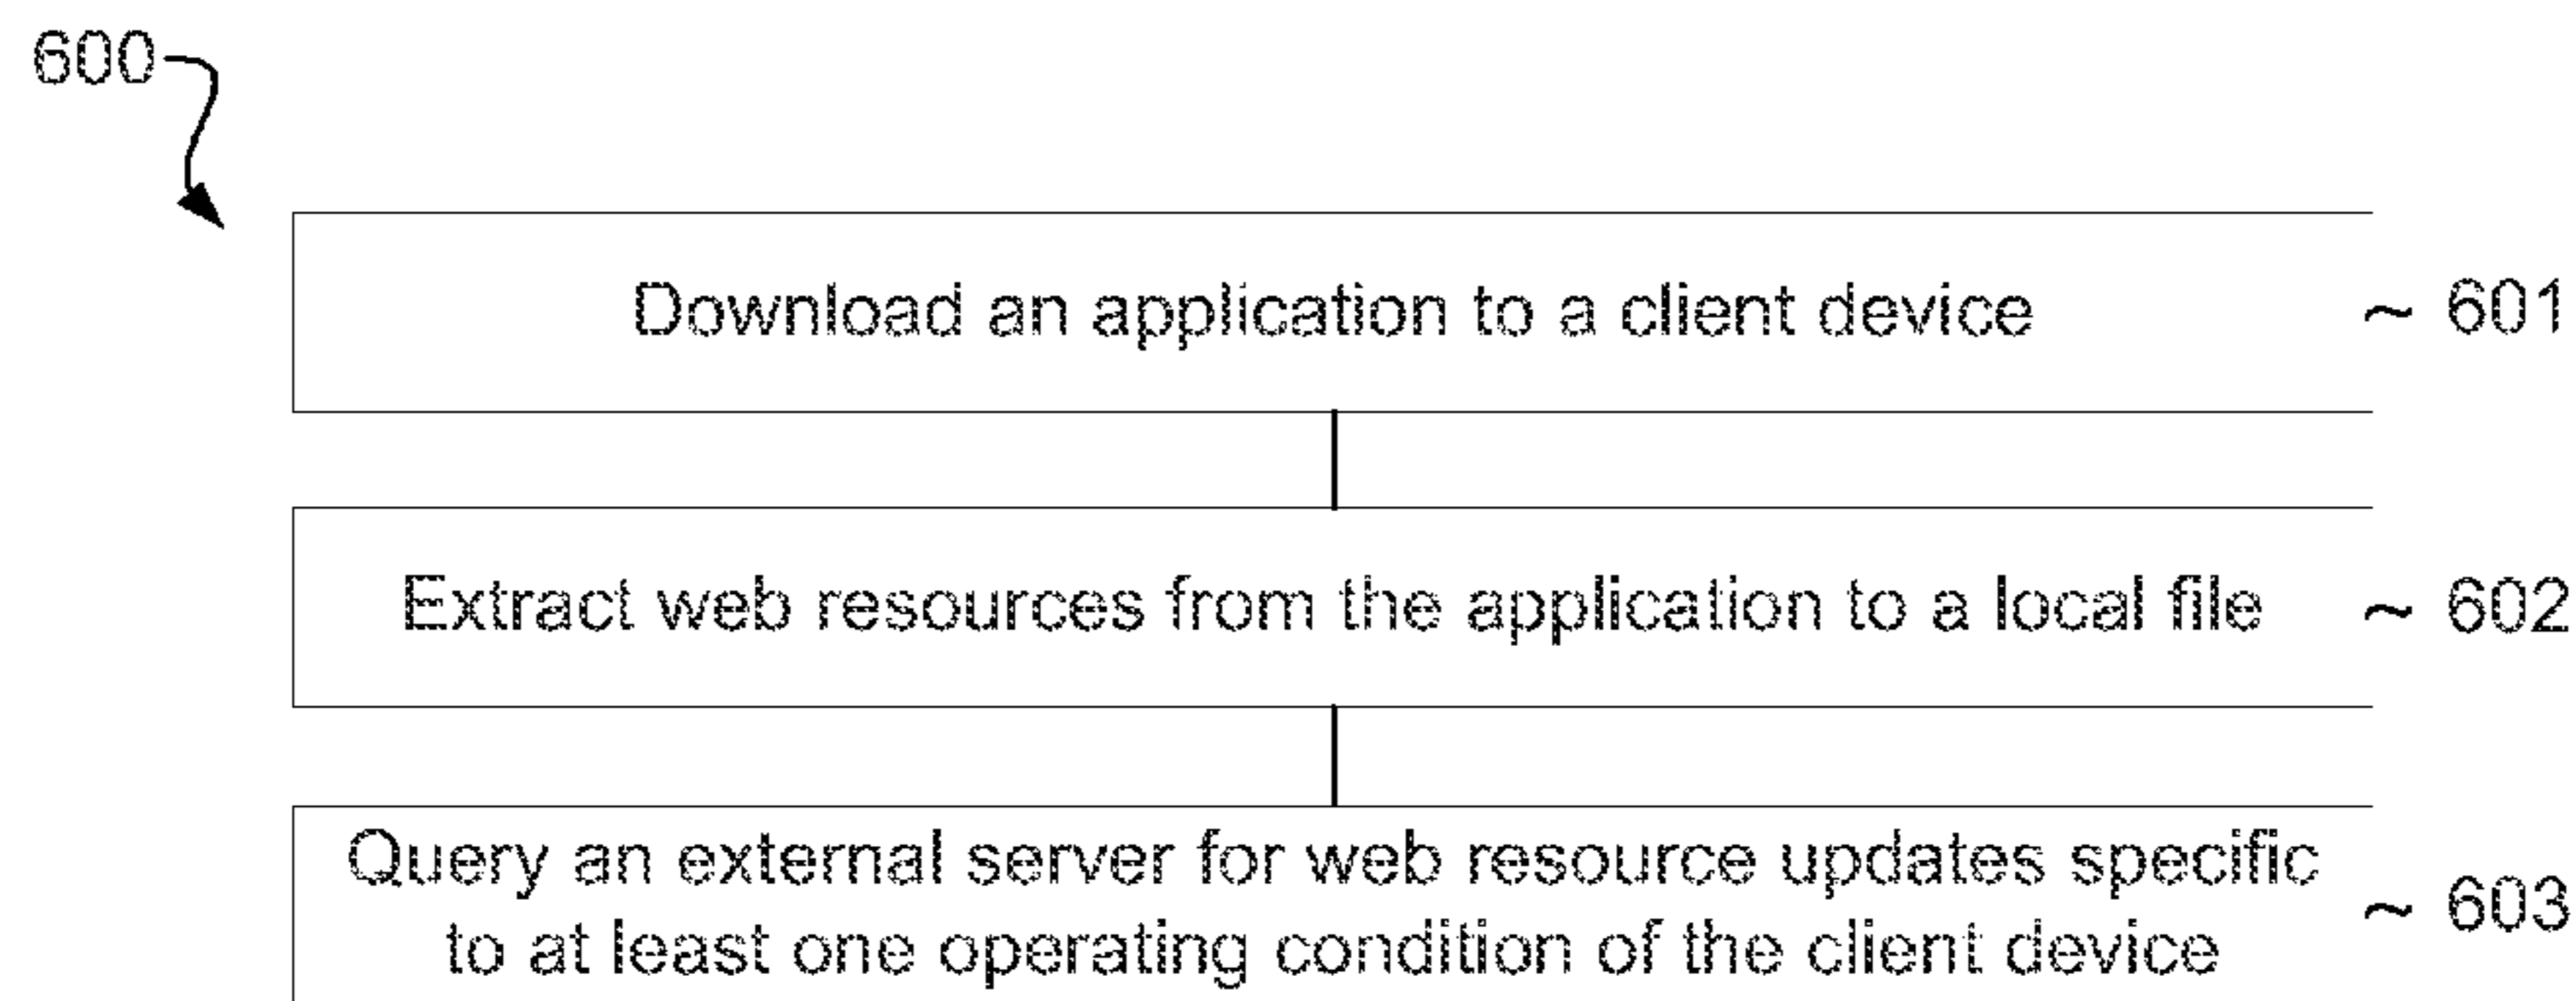 600
Download an application to a client device ~ 601
Extract web resources from the application to a local file ~ 602
Query an external server for web resource updates specific
to at least one operating condition of the client device ~ 603